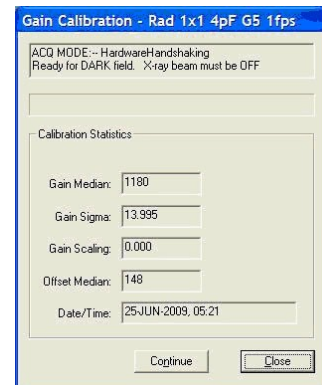 Gain Calibration - Rad 1x1 4pF G5 1fps
ACQ MODE:-- HardwareHandshaking
Ready for DARK field. X-ray beam must be OFF
Calibration Statistics
Gain Median: 1180
Gain Sigma: 13.995
Gain Scaling: 0.000
Offset Median: 148
Date/Time: 25-JUN-2009, 05:21
Continue Close